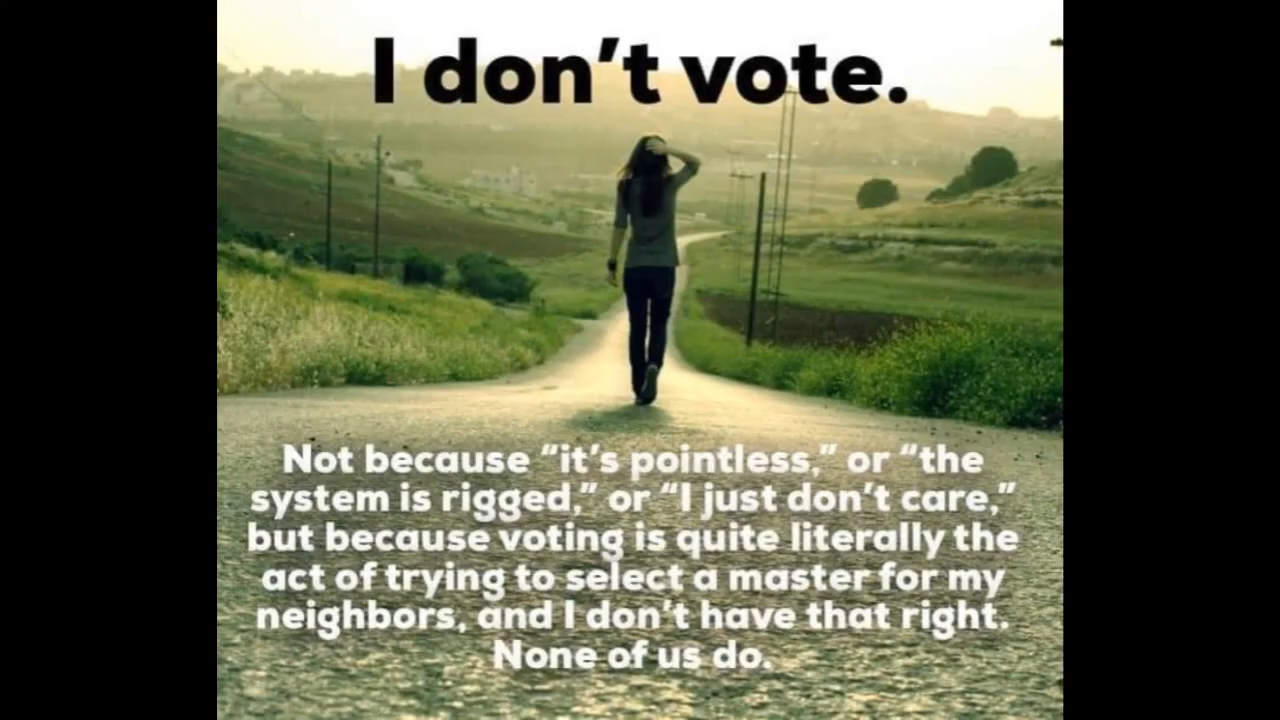 I don’t vote.
Not because “it’s pointless,” or “the
system is rigged,” or “I just don’t care,”
but because voting is quite literally the
act of trying to select a master for my
neighbors, and I don’t have that right.
None of us do.